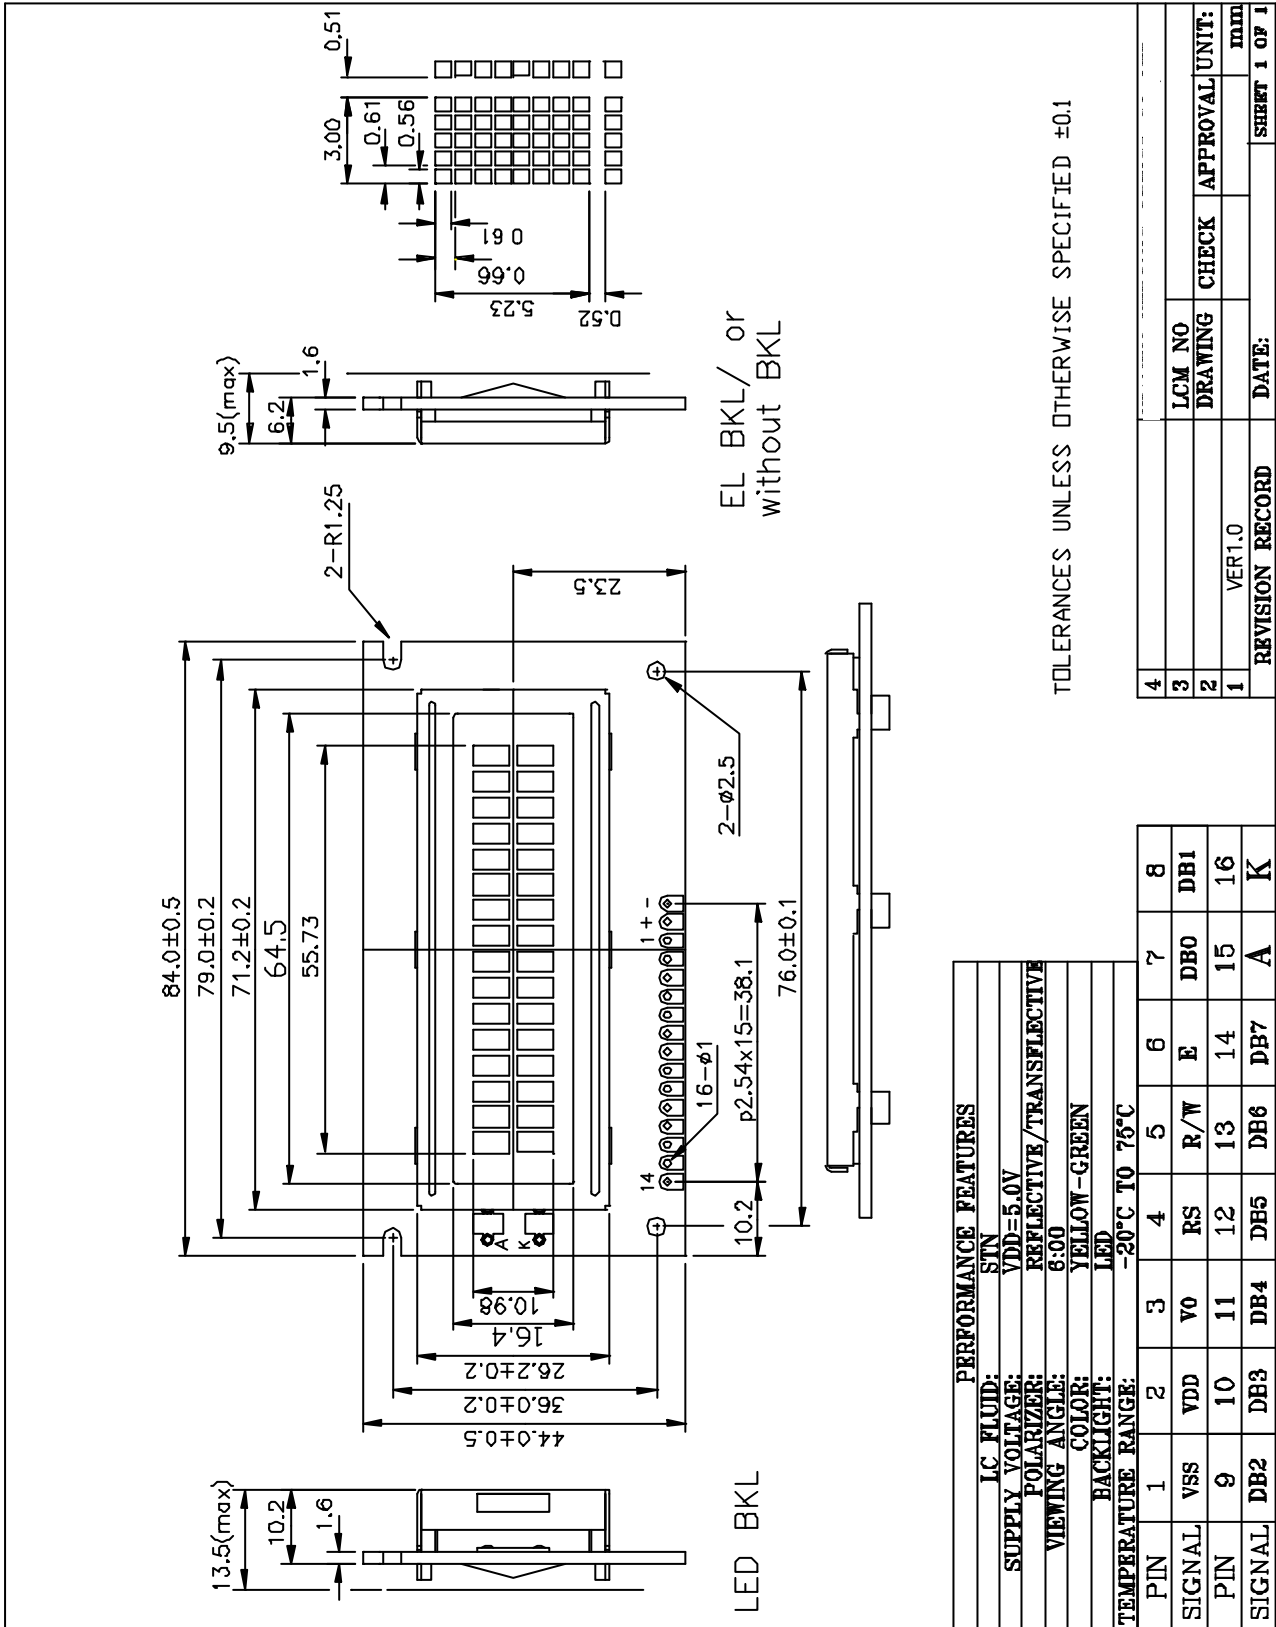 13.5(max)
10.2
1.6
LED BKL
84.0±0.5
79.0±0.2
71.2±0.2
64.5
55.73
2-R1.25
9.5(max)
6.2
1.6
EL BKL/ or
Without BKL
0.51
3.00
0.61
0.56
0.61
0.66
5.23
0.52
44.0±0.5
36.0±0.2
26.2±0.2
16.4
10.98
A
K
23.5
14
1 + -
10.2
16-ø1
p2.54x15=38.1
76.0±0.1
2-ø2.5
TOLERANCES UNLESS OTHERWISE SPECIFIED ±0.1
PERFORMANCE FEATURES
LC FLUID: STN
SUPPLY VOLTAGE: VDD=5.0V
POLARIZER: REFLECTIVE/TRANSFLECTIVE
VIEWING ANGLE: 6:00
COLOR: YELLOW-GREEN
BACKLIGHT: LED
TEMPERATURE RANGE: -20°C TO 75°C
PIN 1 2 3 4 5 6 7 8
SIGNAL VSS VDD V0 RS R/W E DB0 DB1
PIN 9 10 11 12 13 14 15 16
SIGNAL DB2 DB3 DB4 DB5 DB6 DB7 A K
4
3 LCM NO
2 DRAWING CHECK APPROVAL UNIT:
1 VER1.0 mm
REVISION RECORD DATE: SHEET 1 OF 1